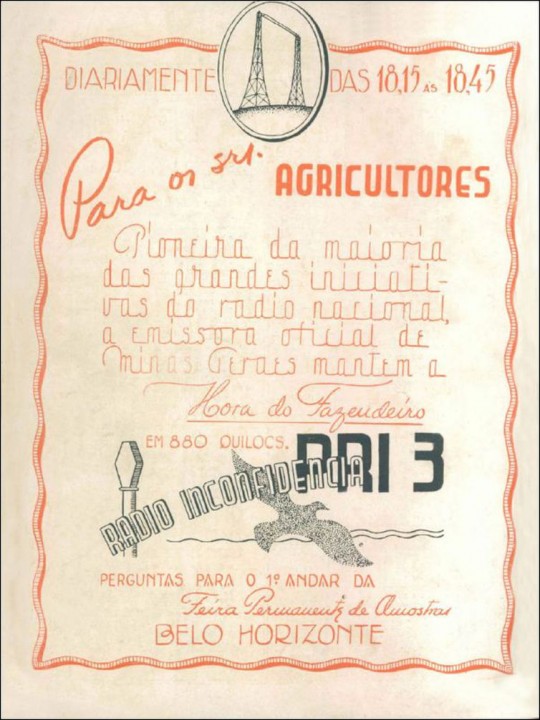 DIARIAMENTE DAS 18,15 ÀS 18,45
Para os srs. AGRICULTORES
Pioneira da maioria
das grandes iniciati-
vas do radio nacional,
a emissora oficial de
Minas Geraes mantem a
Hora do Fazendeiro
EM 880 QUILOCS. PRI 3
RADIO INCONFIDENCIA
PERGUNTAS PARA O 1º ANDAR DA
Feira Permanente de Amostras
BELO HORIZONTE